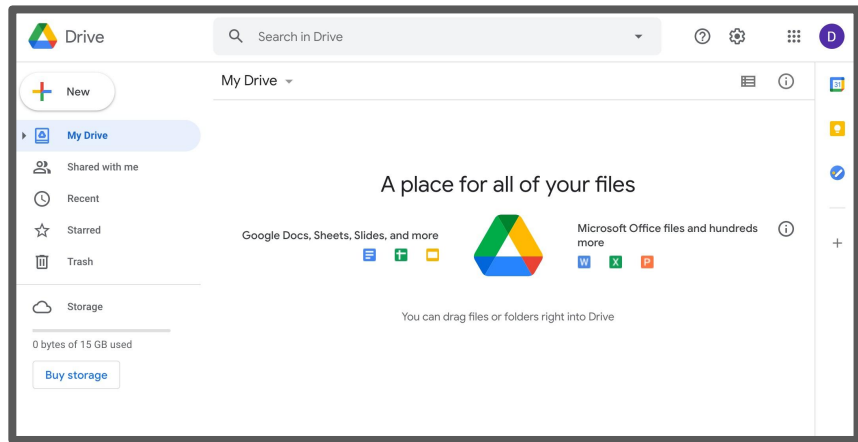 Drive
Search in Drive
D
New
My Drive
31
My Drive
Shared with me
Recent
Starred
Trash
Storage
0 bytes of 15 GB used
Buy storage
A place for all of your files
Google Docs, Sheets, Slides, and more
Microsoft Office files and hundreds
more
W X P
You can drag files or folders right into Drive